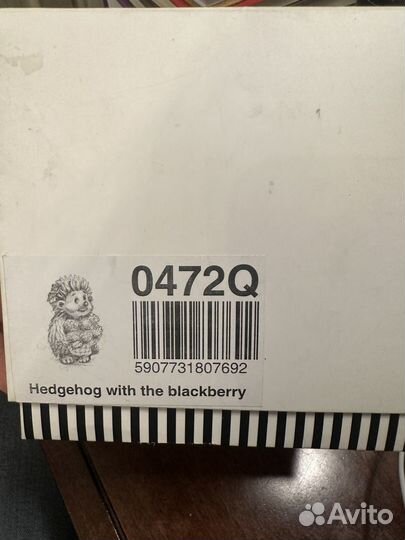 0472Q
5907731807692
Hedgehog with the blackberry
Avito